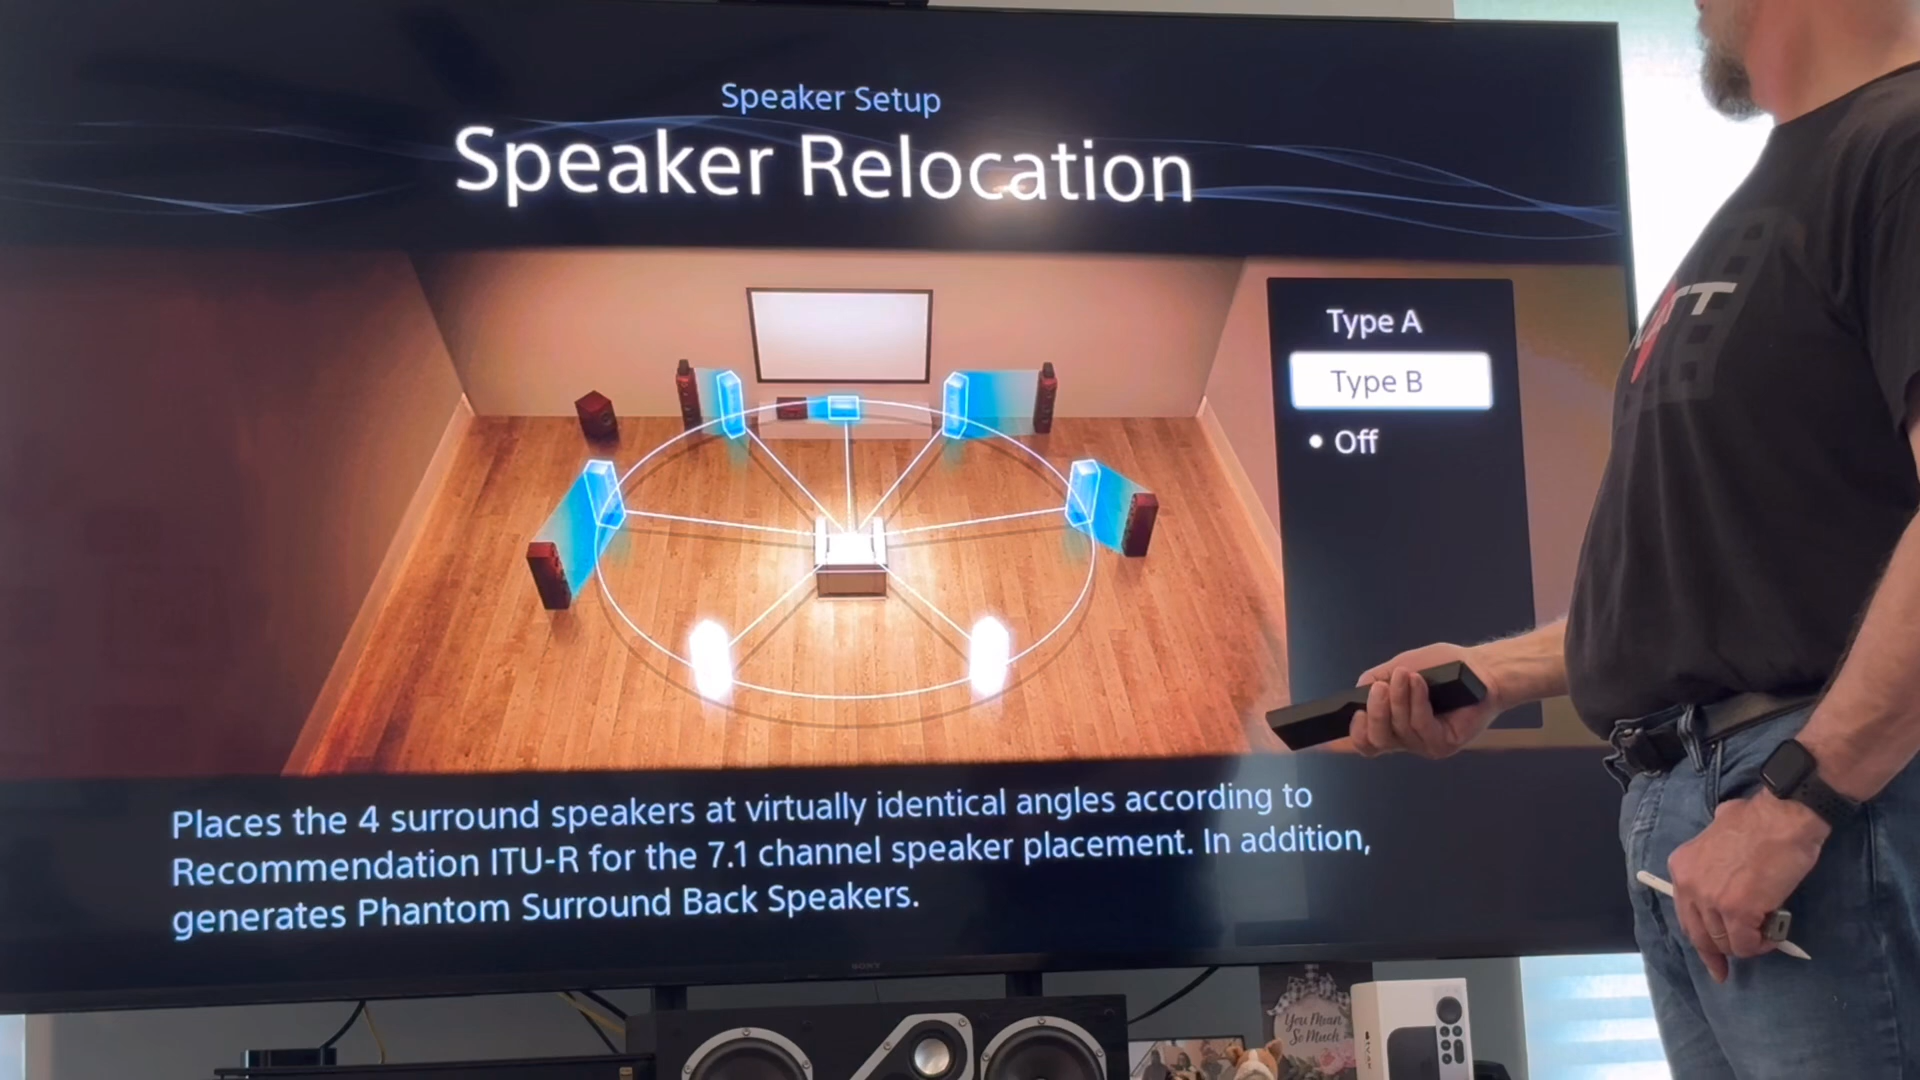 Speaker Setup
Speaker Relocation
Type A
Type B
• Off
Places the 4 surround speakers at virtually identical angles according to
Recommendation ITU-R for the 7.1 channel speaker placement. In addition,
generates Phantom Surround Back Speakers.
SONY
You Mean
So Much